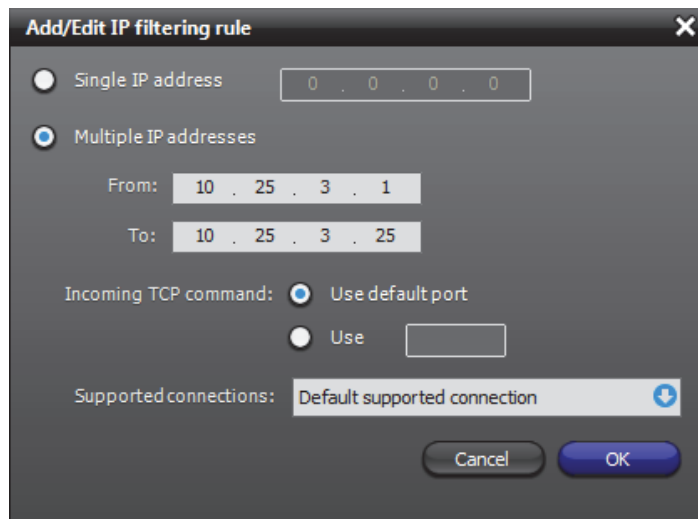 Add/Edit IP filtering rule
Single IP address 0 . 0 . 0 . 0
Multiple IP addresses
From: 10 . 25 . 3 . 1
To: 10 . 25 . 3 . 25
Incoming TCP command: Use default port
Use
Supported connections: Default supported connection
Cancel OK